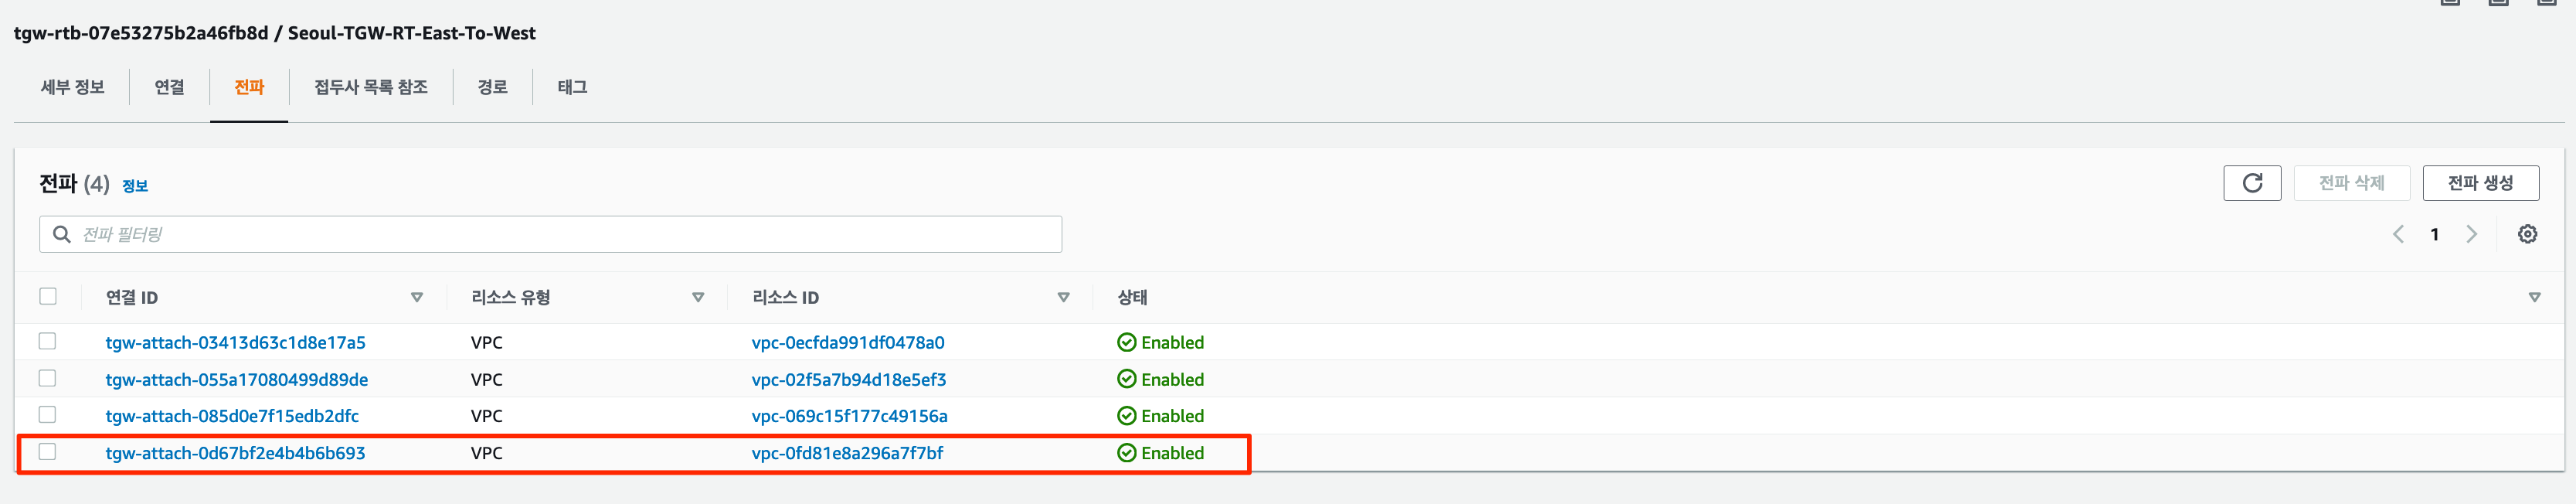 tgw-rtb-07e53275b2a46fb8d / Seoul-TGW-RT-East-To-West
세부 정보 연결 전파 접두사 목록 참조 경로 태그
전파 (4) 정보 전파 삭제 전파 생성
전파 필터링 1
연결 ID 리소스 유형 리소스 ID 상태
tgw-attach-03413d63c1d8e17a5 VPC vpc-0ecfda991df0478a0 Enabled
tgw-attach-055a17080499d89de VPC vpc-02f5a7b94d18e5ef3 Enabled
tgw-attach-085d0e7f15edb2dfc VPC vpc-069c15f177c49156a Enabled
tgw-attach-0d67bf2e4b4b6b693 VPC vpc-0fd81e8a296a7f7bf Enabled